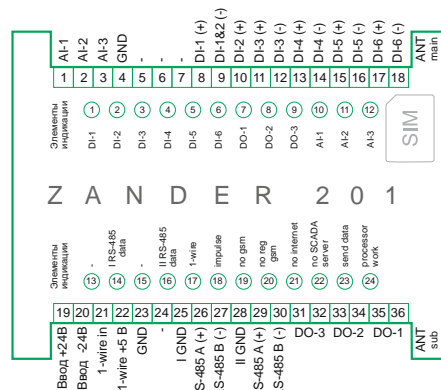 AI-1 AI-2 AI-3 GND - - - DI-1 (+) DI-1&2 (-) DI-2 (+) DI-3 (+) DI-3 (-) DI-4 (+) DI-4 (-) DI-5 (+) DI-5 (-) DI-6 (+) DI-6 (-) ANT main
1 2 3 4 5 6 7 8 9 10 11 12 13 14 15 16 17 18
Элементы индикации 1 2 3 4 5 6 7 8 9 10 11 12
DI-1 DI-2 DI-3 DI-4 DI-5 DI-6 DO-1 DO-2 DO-3 AI-1 AI-2 AI-3
SIM
ZANDER 201
Элементы индикации - I RS-485 data - II RS-485 data 1-wire impulse no gsm no reg gsm no internet no SCADA server send data processor work
13 14 15 16 17 18 19 20 21 22 23 24
19 20 21 22 23 24 25 26 27 28 29 30 31 32 33 34 35 36
Ввод +24В Ввод -24В 1-wire in 1-wire +5 В GND - I GND S-485 A (+) S-485 B (-) II GND S-485 A (+) S-485 B (-) DO-3 DO-2 DO-1 ANT sub